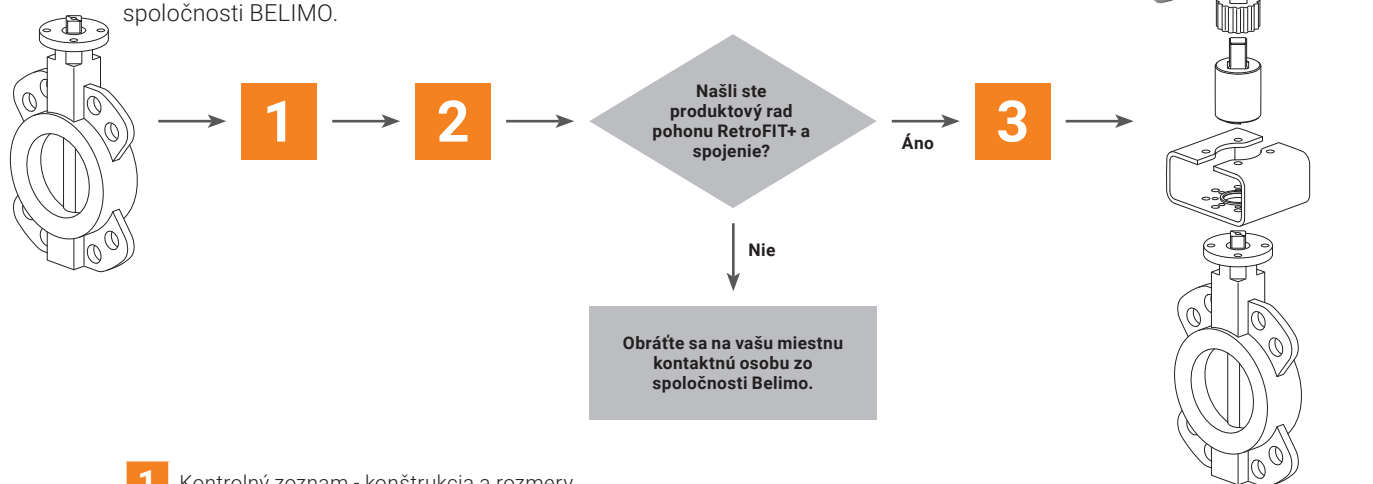 spoločnosti BELIMO.
1
2
Našli ste
produktový rad
pohonu RetroFIT+ a
spojenie?
Áno
3
Nie
Obráťte sa na vašu miestnu
kontaktnú osobu zo
spoločnosti Belimo.
1 Kontrolný zoznam - konštrukcia a rozmery